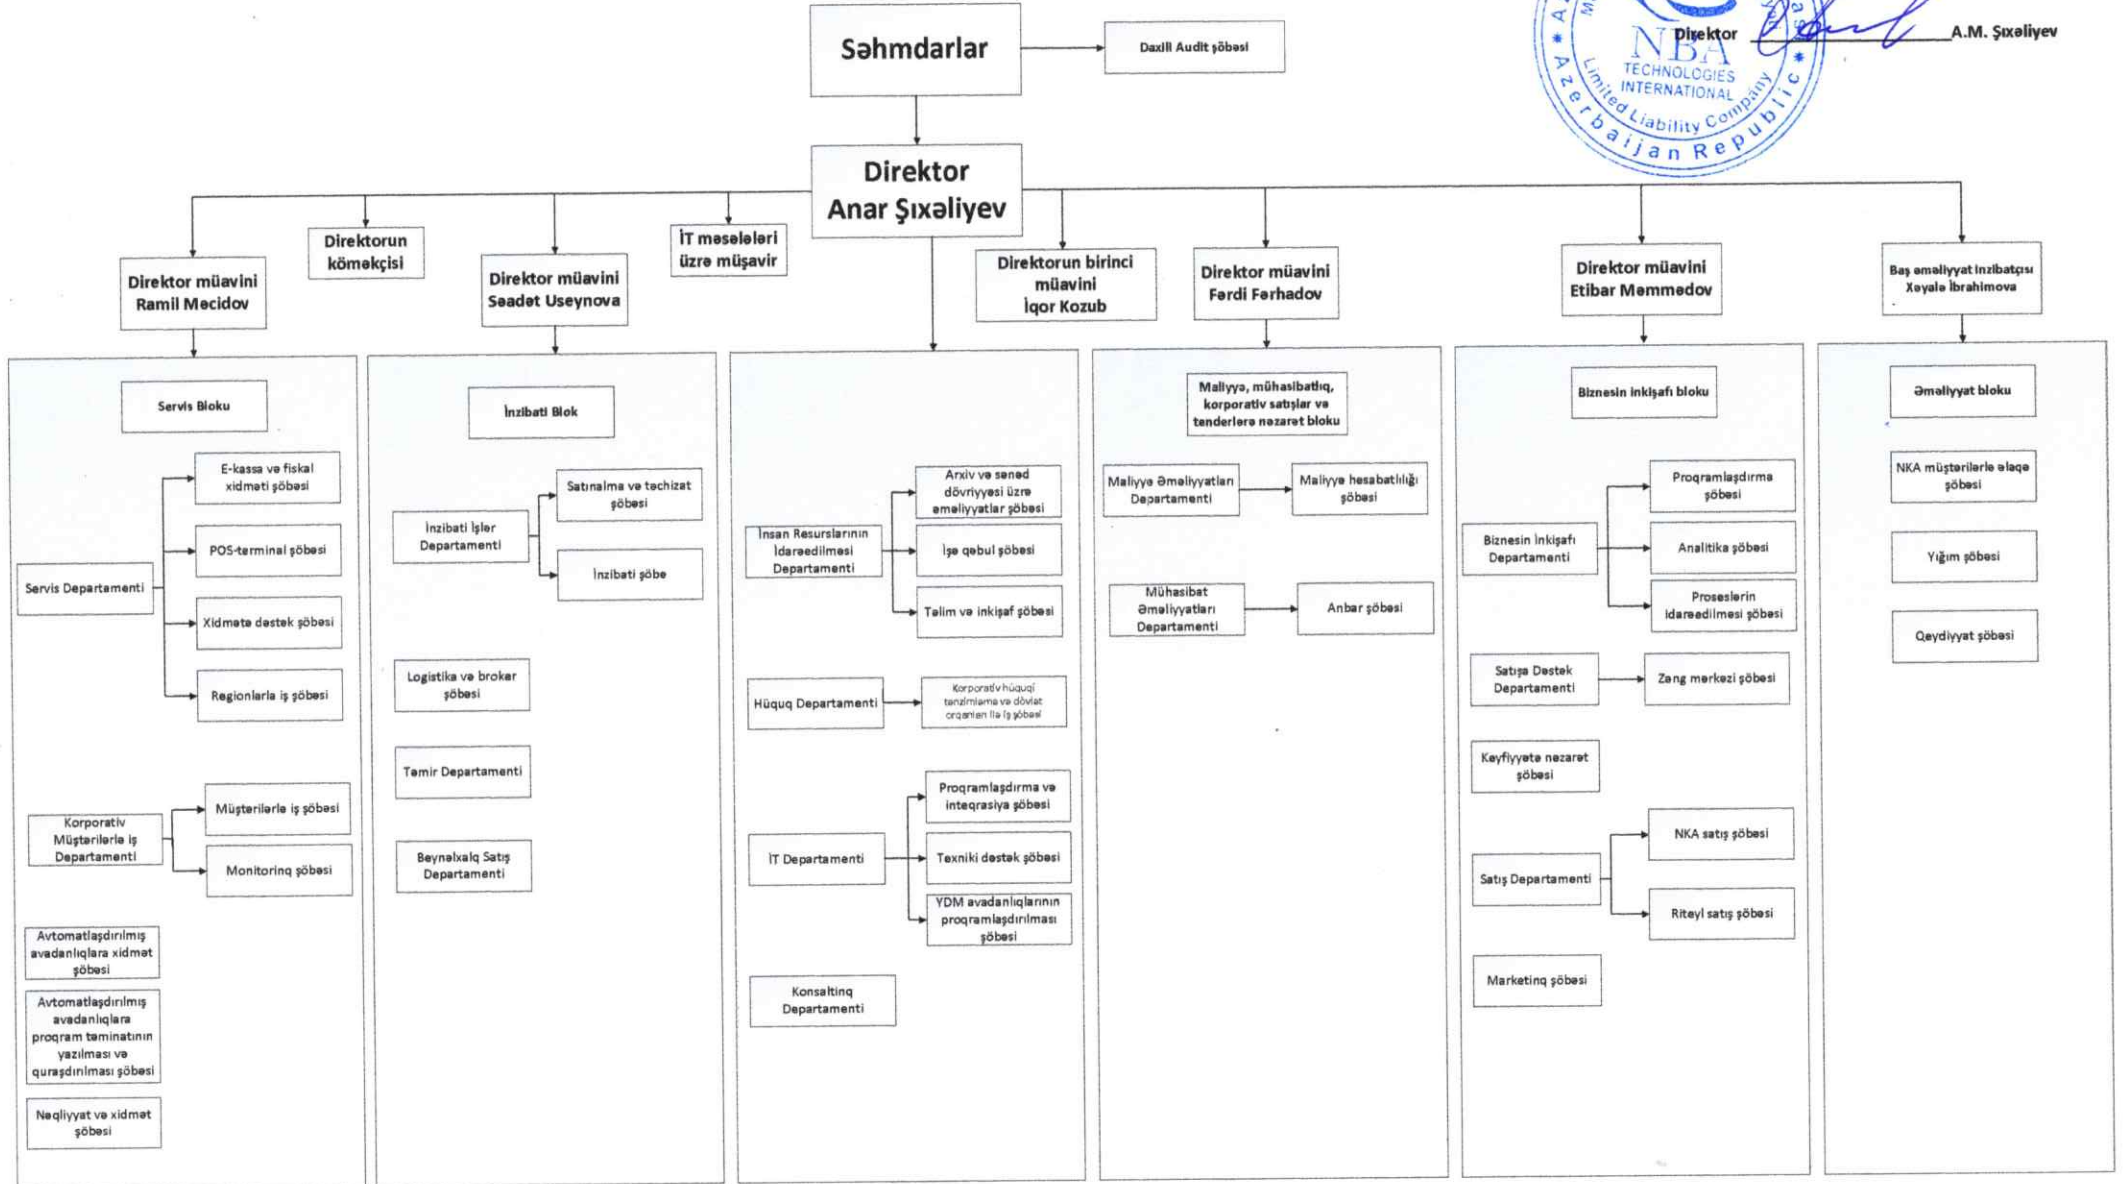 Səhmdarlar
Daxili Audit şöbəsi
Direktor
A.M. Şıxəliyev
NBA
TECHNOLOGIES
INTERNATIONAL
Limited Liability Company
Azerbaijan Republic
Direktor
Anar Şıxəliyev
Direktor müavini
Ramil Məcidov
Direktorun
köməkçisi
Direktor müavini
Səadət Useynova
İT məsələləri
üzrə müşavir
Direktorun birinci
müavini
İqor Kozub
Direktor müavini
Fərdi Fərhadov
Direktor müavini
Etibar Məmmədov
Baş əməliyyat inzibatçısı
Xəyalə İbrahimova
Servis Bloku
E-kassa və fiskal
xidməti şöbəsi
POS-terminal şöbəsi
Servis Departamenti
Xidmətə dəstək şöbəsi
Regionlarla iş şöbəsi
Müştərilərlə iş şöbəsi
Korporativ
Müştərilərlə iş
Departamenti
Monitorinq şöbəsi
Avtomatlaşdırılmış
avadanlıqlara xidmət
şöbəsi
Avtomatlaşdırılmış
avadanlıqlara
proqram təminatının
yazılması və
quraşdırılması şöbəsi
Nəqliyyat və xidmət
şöbəsi
İnzibati Blok
Satınalma və təchizat
şöbəsi
İnzibati İşlər
Departamenti
İnzibati şöbə
Logistika və broker
şöbəsi
Təmir Departamenti
Beynəlxalq Satış
Departamenti
Arxiv və sənəd
dövriyyəsi üzrə
əməliyyatlar şöbəsi
İnsan Resurslarının
İdarəedilməsi
Departamenti
İşə qəbul şöbəsi
Təlim və inkişaf şöbəsi
Hüquq Departamenti
Korporativ hüquqi
tənzimləmə və dövlət
orqanları ilə iş şöbəsi
Proqramlaşdırma və
inteqrasiya şöbəsi
İT Departamenti
Texniki dəstək şöbəsi
YDM avadanlıqlarının
proqramlaşdırılması
şöbəsi
Konsaltinq
Departamenti
Maliyyə, mühasibatlıq,
korporativ satışlar və
tenderlərə nəzarət bloku
Maliyyə Əməliyyatları
Departamenti
Maliyyə hesabatlılığı
şöbəsi
Mühasibat
Əməliyyatları
Departamenti
Anbar şöbəsi
Biznesin inkişafı bloku
Proqramlaşdırma
şöbəsi
Biznesin İnkişafı
Departamenti
Analitika şöbəsi
Proseslərin
idarəedilməsi şöbəsi
Satışa Dəstək
Departamenti
Zəng mərkəzi şöbəsi
Keyfiyyətə nəzarət
şöbəsi
NKA satış şöbəsi
Satış Departamenti
Riteyl satış şöbəsi
Marketinq şöbəsi
Əməliyyat bloku
NKA müştərilərlə əlaqə
şöbəsi
Yığım şöbəsi
Qeydiyyat şöbəsi